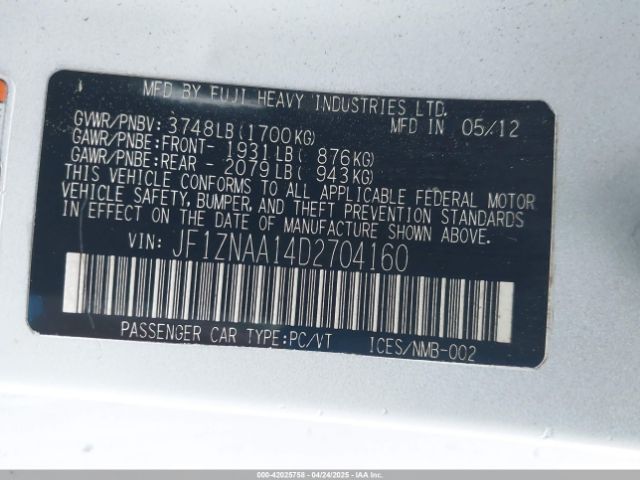 MFD BY FUJI HEAVY INDUSTRIES LTD.
GVWR/PNBV: 3748LB(1700KG) MFD IN 05/12
GAWR/PNBE:FRONT- 1931LB( 876KG)
GAWR/PNBE:REAR - 2079LB( 943KG)
THIS VEHICLE CONFORMS TO ALL APPLICABLE FEDERAL MOTOR
VEHICLE SAFETY, BUMPER, AND THEFT PREVENTION STANDARDS
IN EFFECT ON THE DATE OF MANUFACTURE SHOWN ABOVE.
VIN: JF1ZNAA14D2704160
PASSENGER CAR TYPE:PC/VT ICES/NMB-002
000-42025758 - 04/24/2025 - IAA Inc.